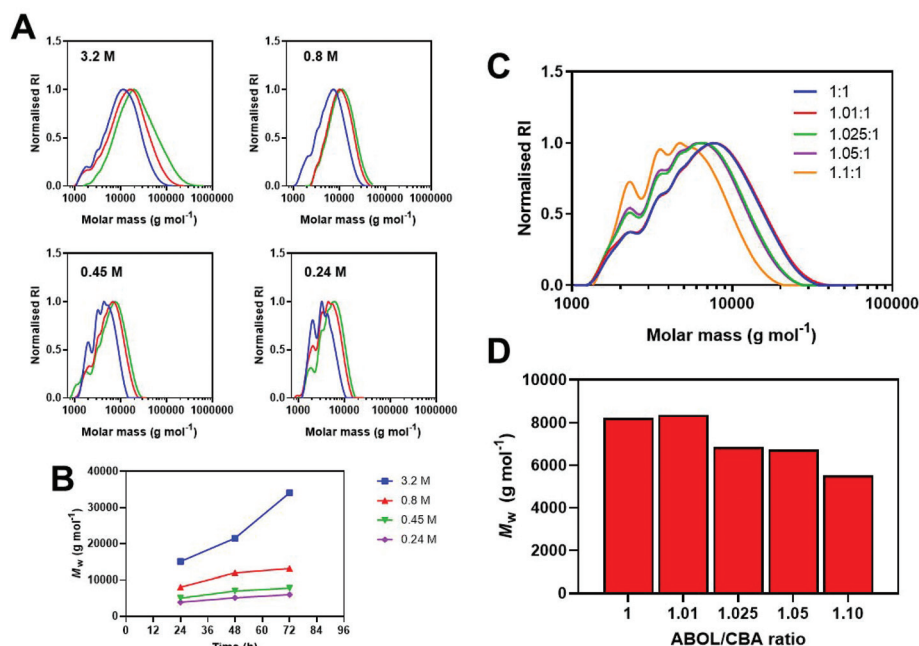 A
3.2 M
1.5
1.0
0.5
0.0
Normalised RI
1000 10000 100000 1000000
Molar mass (g mol-1)
0.8 M
1.5
1.0
0.5
0.0
Normalised RI
1000 10000 100000 1000000
Molar mass (g mol-1)
0.45 M
1.5
1.0
0.5
0.0
Normalised RI
1000 10000 100000 1000000
Molar mass (g mol-1)
0.24 M
1.5
1.0
0.5
0.0
Normalised RI
1000 10000 100000 1000000
Molar mass (g mol-1)
B
40000
30000
20000
10000
0
Mw (g mol-1)
0 12 24 36 48 60 72 84 96
Time (h)
3.2 M
0.8 M
0.45 M
0.24 M
C
1.5
1.0
0.5
0.0
Normalised RI
1000 10000 100000
Molar mass (g mol-1)
1:1
1.01:1
1.025:1
1.05:1
1.1:1
D
10000
8000
6000
4000
2000
0
Mw (g mol-1)
1 1.01 1.025 1.05 1.10
ABOL/CBA ratio